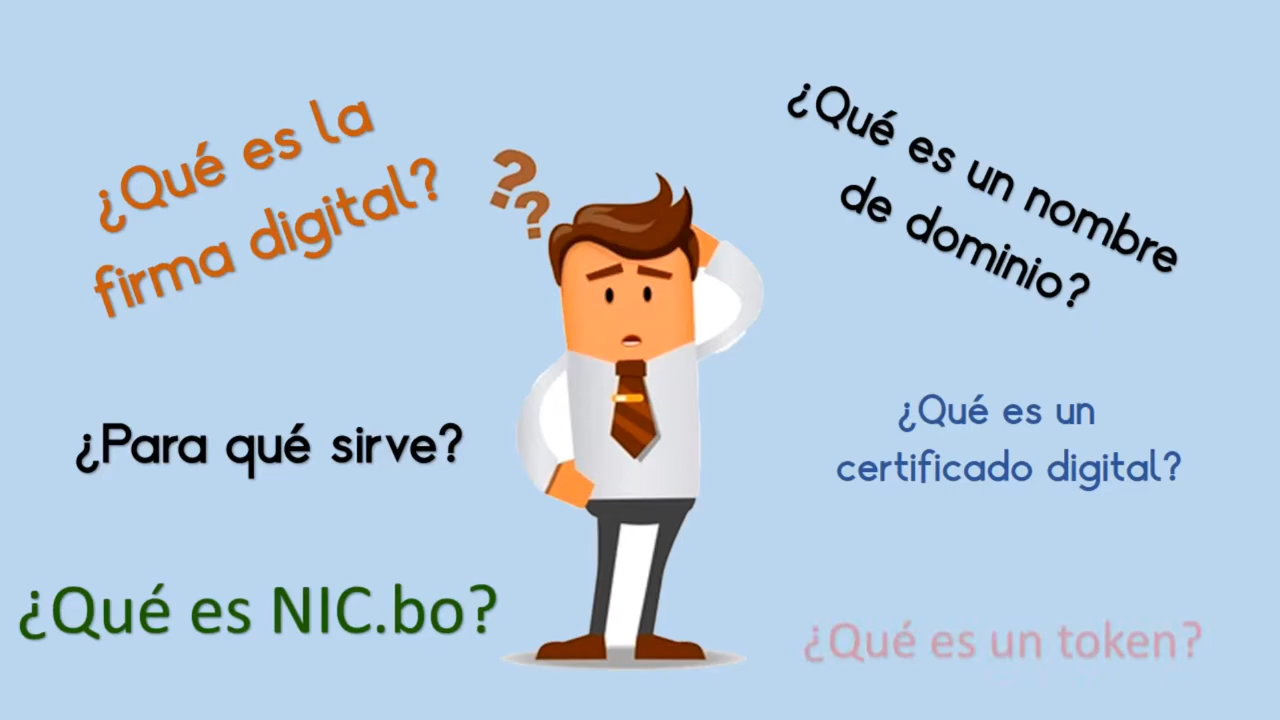 ¿Qué es la
firma digital?
¿Qué es un nombre
de dominio?
¿Para qué sirve?
¿Qué es un
certificado digital?
¿Qué es NIC.bo?
¿Qué es un token?
??